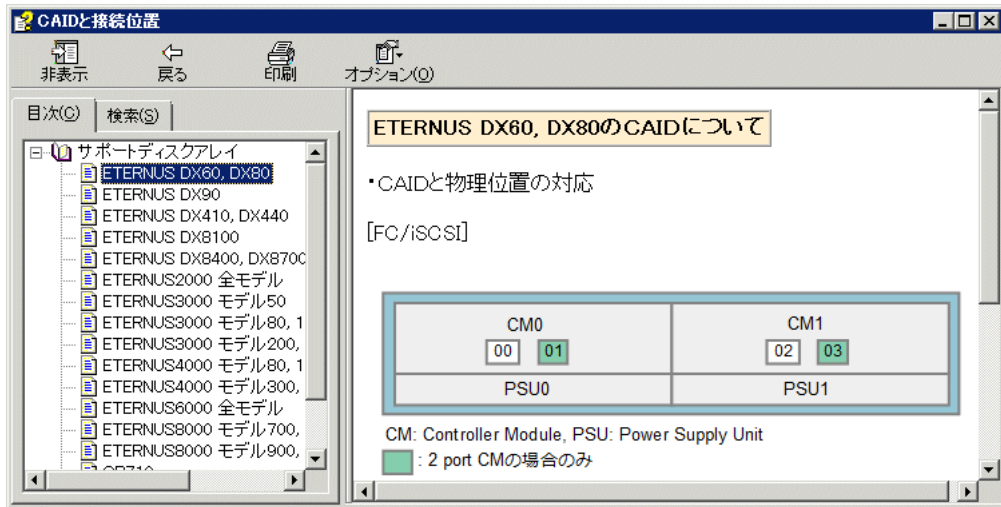 CAIDと接続位置
非表示
戻る
印刷
オプション(O)
目次(C)
検索(S)
サポートディスクアレイ
ETERNUS DX60, DX80
ETERNUS DX90
ETERNUS DX410, DX440
ETERNUS DX8100
ETERNUS DX8400, DX8700
ETERNUS2000 全モデル
ETERNUS3000 モデル50
ETERNUS3000 モデル80, 1
ETERNUS3000 モデル200,
ETERNUS4000 モデル80, 1
ETERNUS4000 モデル300,
ETERNUS6000 全モデル
ETERNUS8000 モデル700,
ETERNUS8000 モデル900,
ETERNUS DX60, DX80のCAIDについて
・CAIDと物理位置の対応
[FC/iSCSI]
CM0
CM1
00 01
02 03
PSU0
PSU1
CM: Controller Module, PSU: Power Supply Unit
: 2 port CMの場合のみ